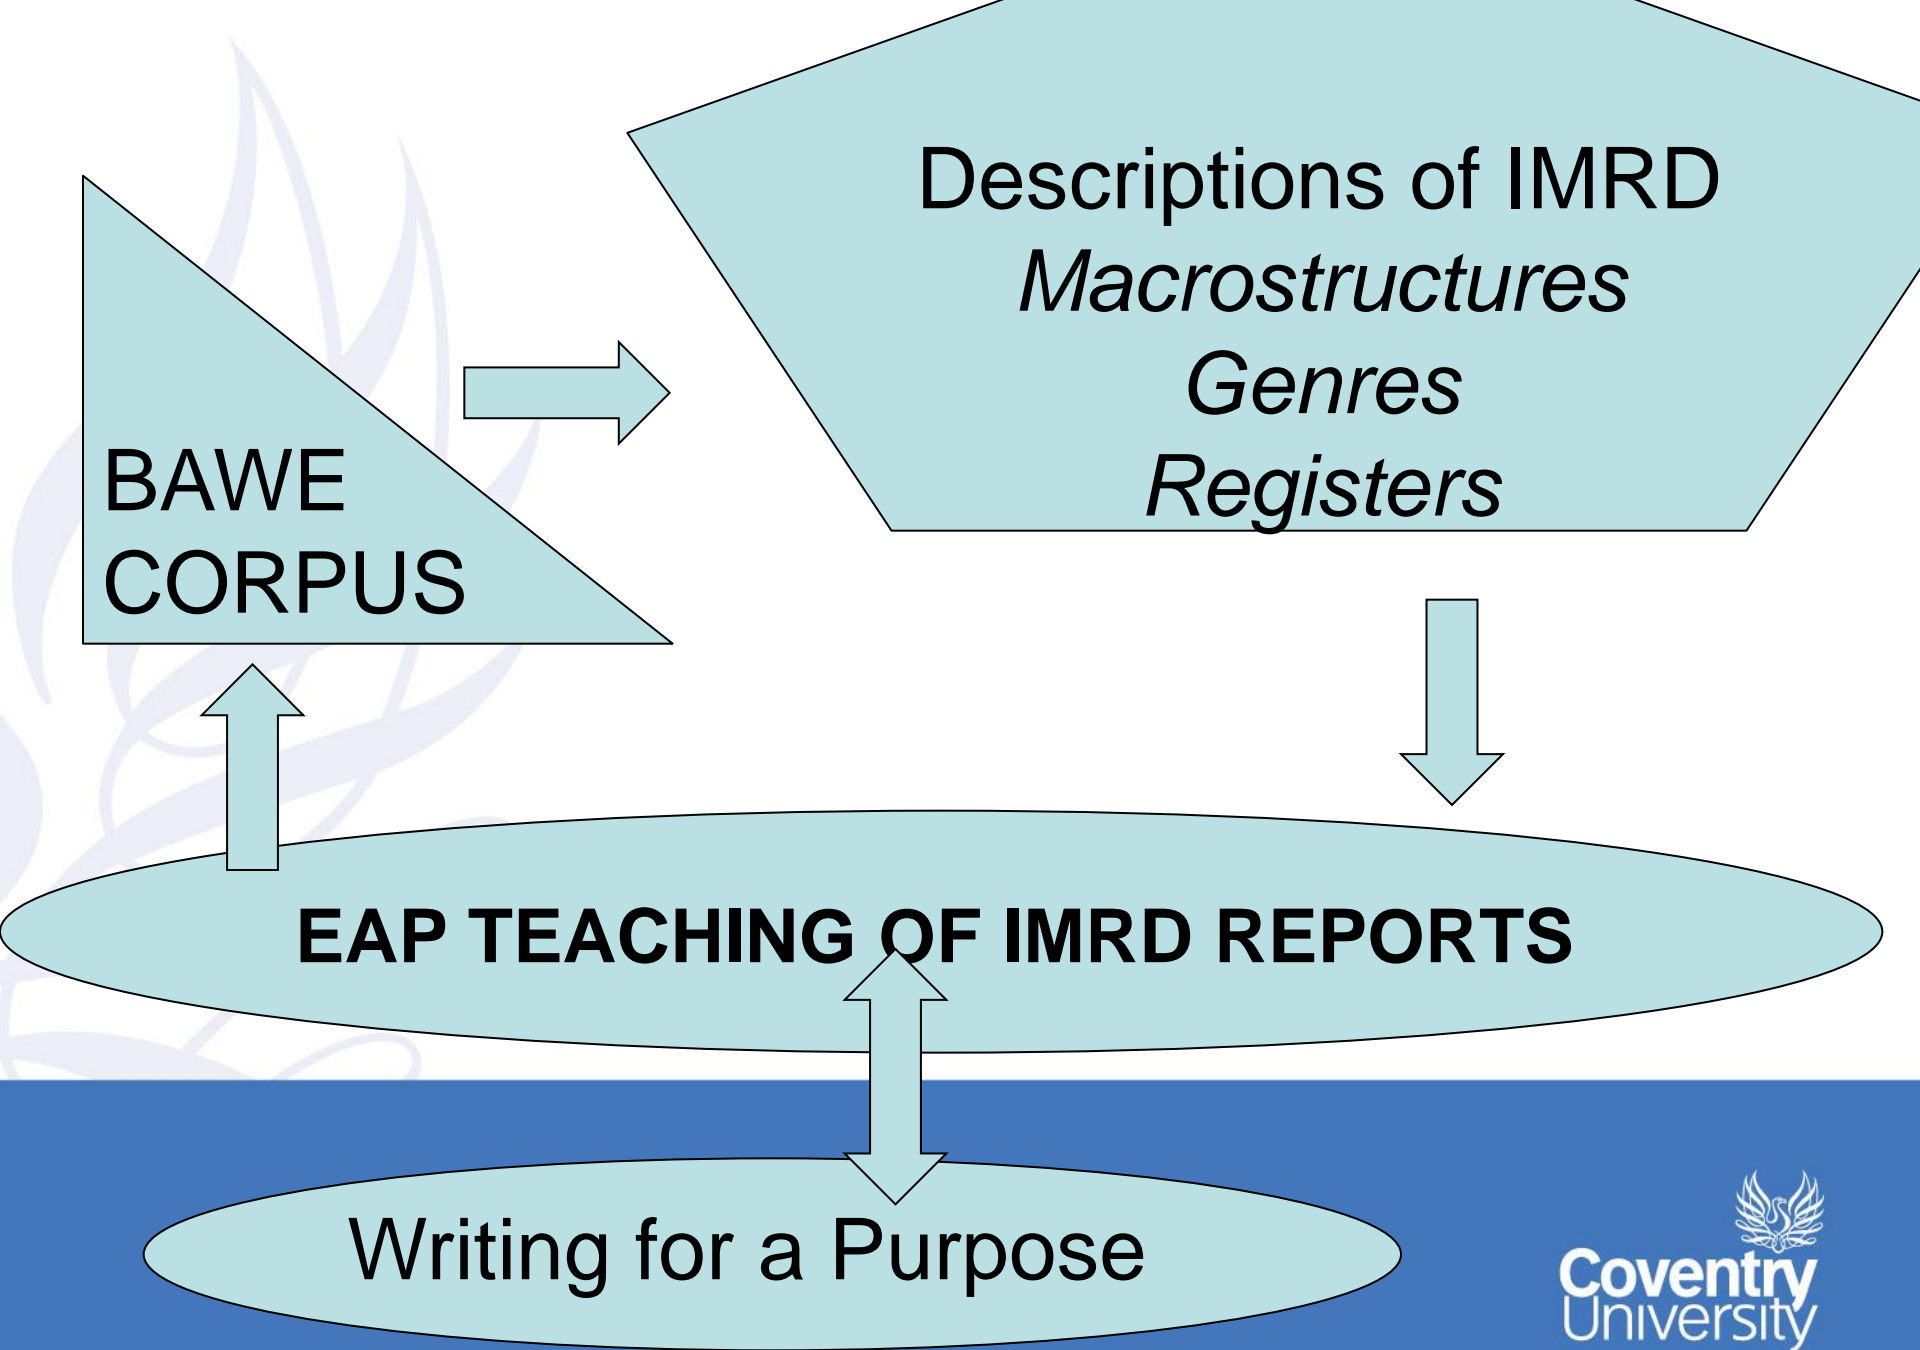 Descriptions of IMRD
Macrostructures
Genres
Registers
BAWE
CORPUS
EAP TEACHING OF IMRD REPORTS
Writing for a Purpose
Coventry
University